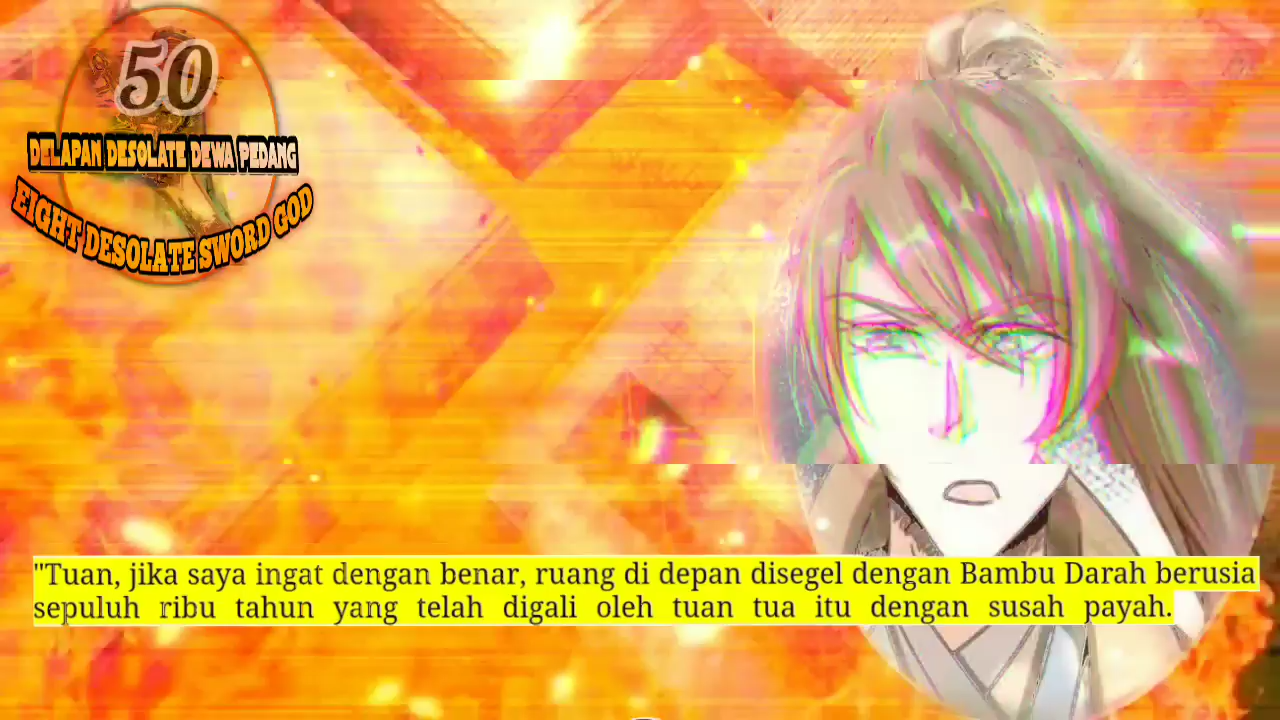 50
DELAPAN DESOLATE DEWA PEDANG
EIGHT DESOLATE SWORD GOD
"Tuan, jika saya ingat dengan benar, ruang di depan disegel dengan Bambu Darah berusia
sepuluh ribu tahun yang telah digali oleh tuan tua itu dengan susah payah.